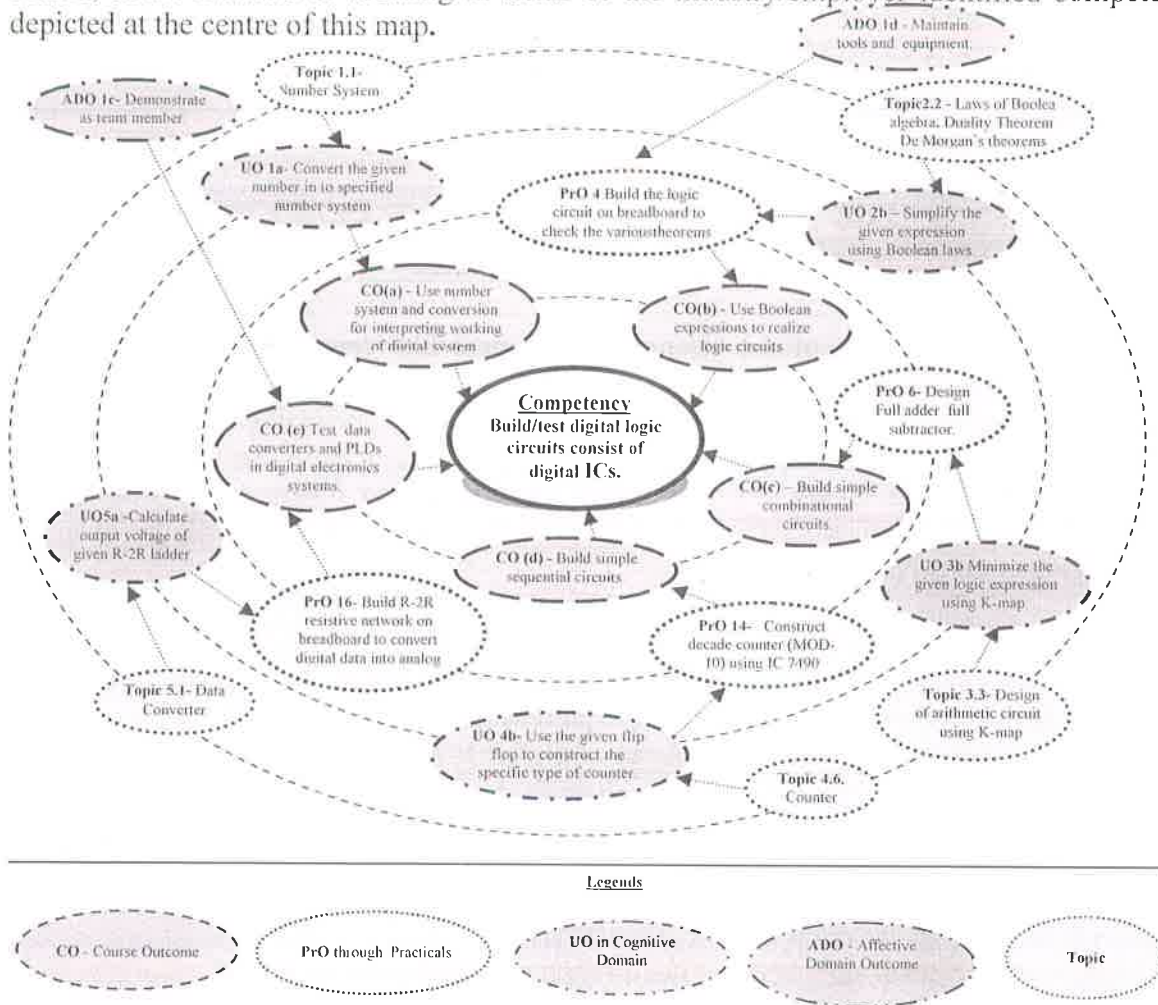 depicted at the centre of this map.
ADO 1d - Maintain
tools and equipment.
Topic 1.1-
Number System
ADO 1c- Demonstrate
as team member
Topic2.2 - Laws of Boolea
algebra. Duality Theorem
De Morgan's theorems
UO 1a- Convert the given
number in to specified
number system
PrO 4 Build the logic
circuit on breadboard to
check the varioustheorems
UO 2b – Simplify the
given expression
using Boolean laws
CO(a) - Use number
system and conversion
for interpreting working
of digital system
CO(b) - Use Boolean
expressions to realize
logic circuits
PrO 6- Design
Full adder full
subtractor.
Competency
Build/test digital logic
circuits consist of
digital ICs.
CO (e) Test data
converters and PLDs
in digital electronics
systems.
CO(c) – Build simple
combinational
circuits
UO5a -Calculate
output voltage of
given R-2R ladder
CO (d) - Build simple
sequential circuits
UO 3b Minimize the
given logic expression
using K-map
PrO 16- Build R-2R
resistive network on
breadboard to convert
digital data into analog
PrO 14- Construct
decade counter (MOD-
10) using IC 7490
Topic 5.1- Data
Converter
Topic 3.3- Design
of arithmetic circuit
using K-map
UO 4b- Use the given flip
flop to construct the
specific type of counter
Topic 4.6.
Counter
Legends
CO - Course Outcome
PrO through Practicals
UO in Cognitive
Domain
ADO - Affective
Domain Outcome
Topic